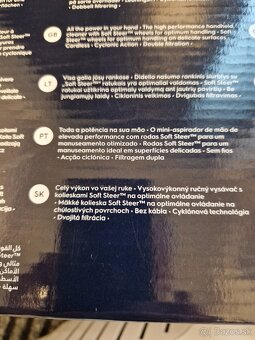 • Dobbelt filtrering
GB
All the power in your hand • The high performance handheld
cleaner with Soft Steer™ wheels for optimum handling • Soft
Steer™ wheels for optimum handling on delicate surfaces
Cordless • Cyclonic Action • Double filtration
LT
Visa galia jūsų rankose • Didelio našumo rankinis siurblys su
Soft Steer™ ratukais yra optimaliai valdomas • Soft Steer™
ratukai užtikrina optimalų valdymą ant jautrių paviršių • Be
jungiamųjų laidų • Cikloninis veikimas • Dvigubas filtravimas
PT
Toda a potência na sua mão • O mini-aspirador de mão de
elevada performance com rodas Soft Steer™ para um
manuseamento otimizado • Rodas Soft Steer™ para um
manuseamento ideal em superfícies delicadas • Sem fios
• Acção ciclónica • Filtragem dupla
SK
Celý výkon vo vašej ruke • Vysokovýkonný ručný vysávač s
kolieskami Soft Steer™ na optimálne ovládanie
• Mäkké kolieska Soft Steer™ na optimálne ovládanie na
chúlostivých povrchoch • Bez kábla • Cyklónová technológia
• Dvojitá filtrácia
bazos.sk